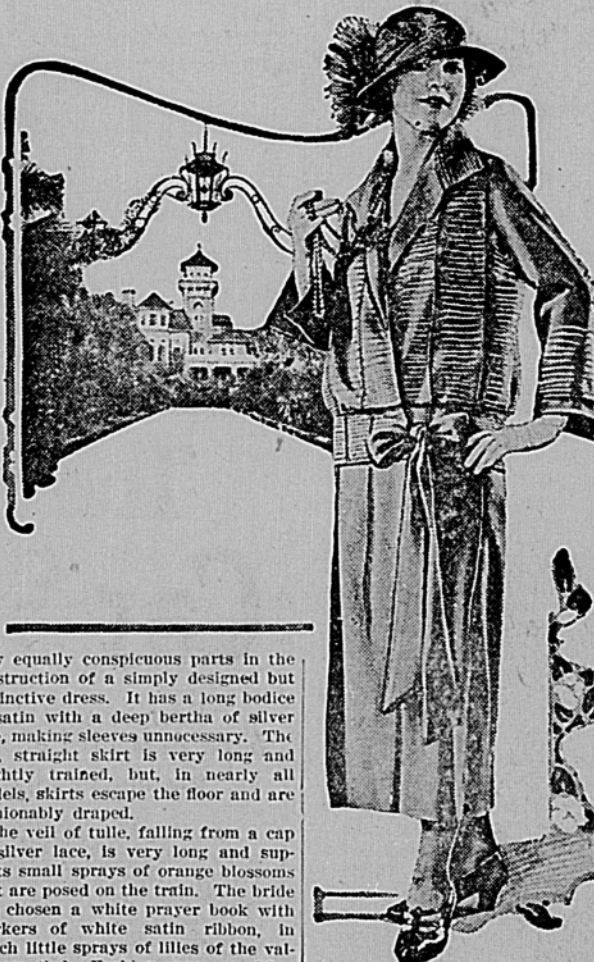 equally conspicuous parts in the
struction of a simply designed but
inctive dress. It has a long bodice
satin with a deep bertha of silver
, making sleeves unnecessary. The
, straight skirt is very long and
htly trained, but, in nearly all
dels, skirts escape the floor and are
hionably draped.
he veil of tulle, falling from a cap
silver lace, is very long and sup-
ts small sprays of orange blossoms
t are posed on the train. The bride
chosen a white prayer book with
rkers of white satin ribbon, in
ch little sprays of lilies of the val-